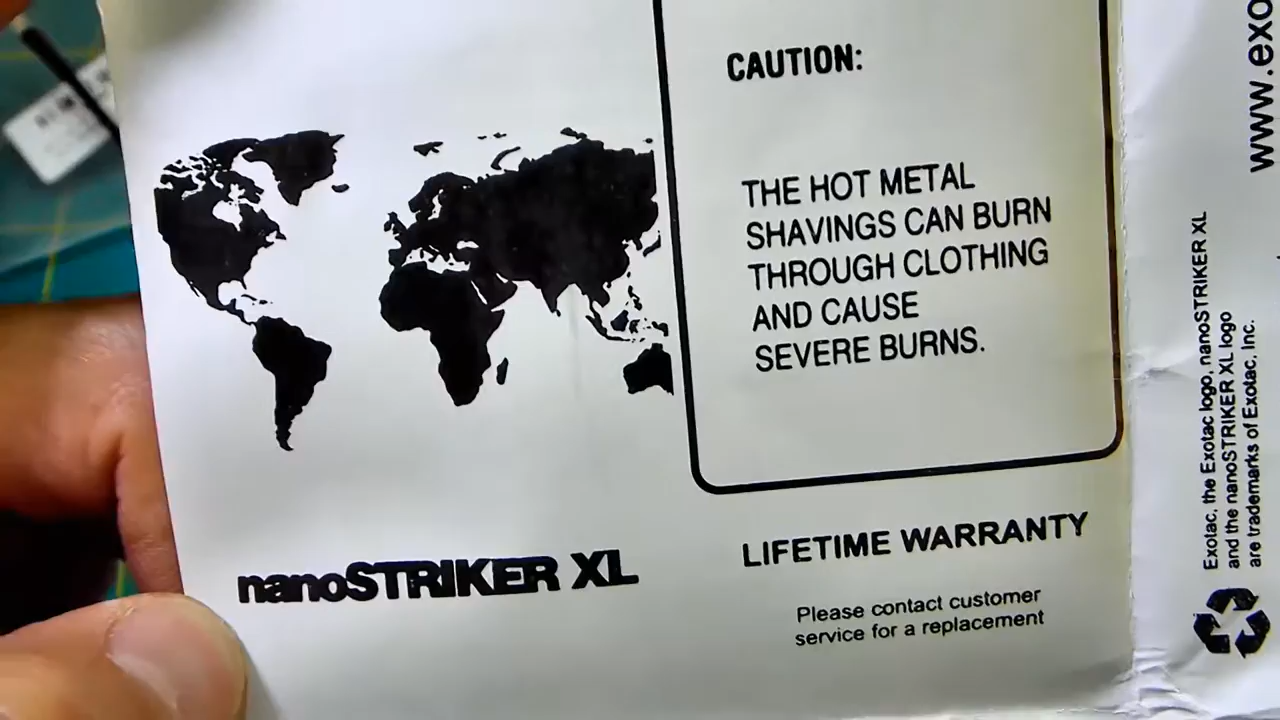 CAUTION:
THE HOT METAL
SHAVINGS CAN BURN
THROUGH CLOTHING
AND CAUSE
SEVERE BURNS.
nanoSTRIKER XL
LIFETIME WARRANTY
Please contact customer
service for a replacement
www.exo
Exotac, the Exotac logo, nanoSTRIKER XL
and the nanoSTRIKER XL logo
are trademarks of Exotac, Inc.